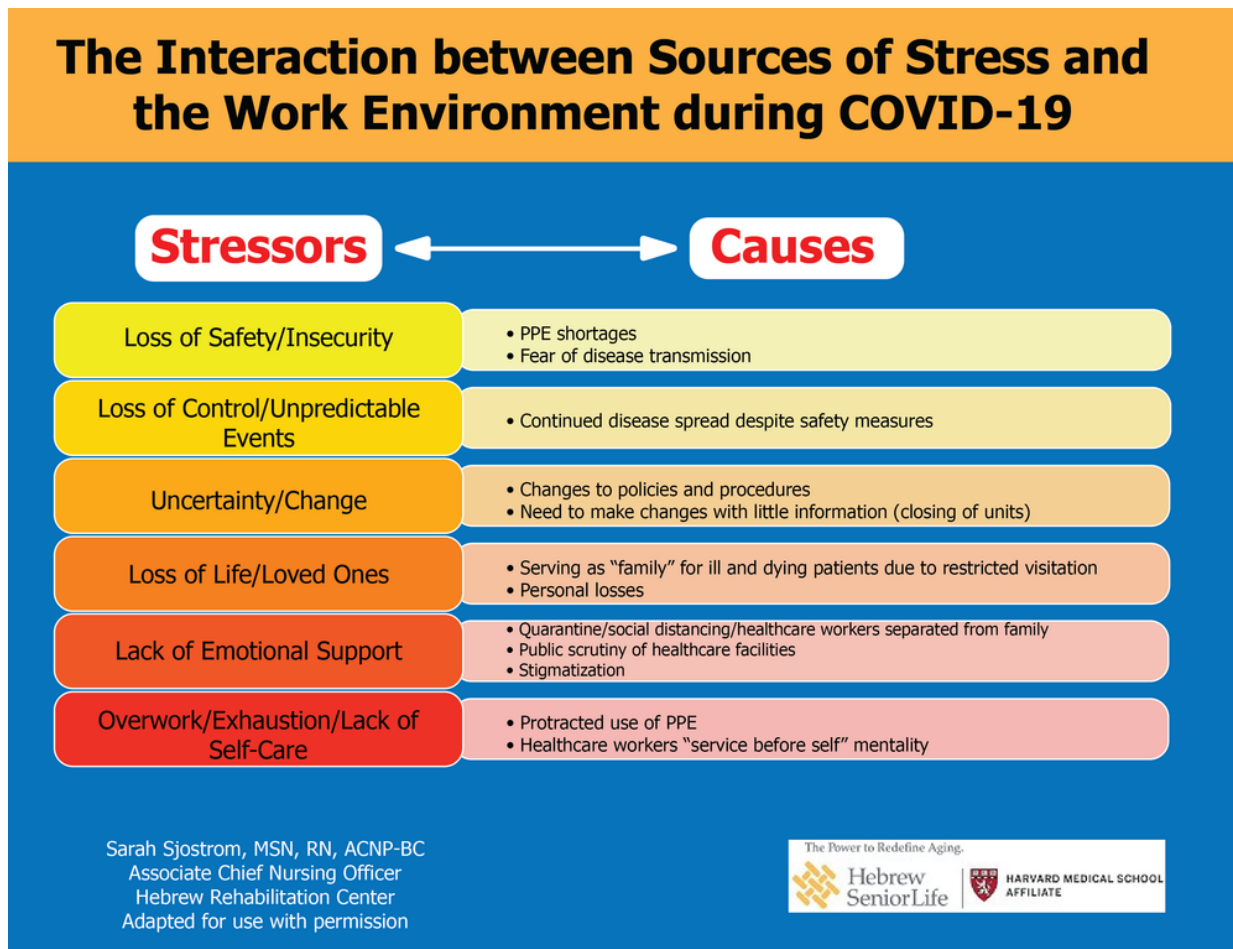 The Interaction between Sources of Stress and
the Work Environment during COVID-19
Stressors
Causes
Loss of Safety/Insecurity
• PPE shortages
• Fear of disease transmission
Loss of Control/Unpredictable
Events
• Continued disease spread despite safety measures
Uncertainty/Change
• Changes to policies and procedures
• Need to make changes with little information (closing of units)
Loss of Life/Loved Ones
• Serving as “family” for ill and dying patients due to restricted visitation
• Personal losses
Lack of Emotional Support
• Quarantine/social distancing/healthcare workers separated from family
• Public scrutiny of healthcare facilities
• Stigmatization
Overwork/Exhaustion/Lack of
Self-Care
• Protracted use of PPE
• Healthcare workers “service before self” mentality
Sarah Sjostrom, MSN, RN, ACNP-BC
Associate Chief Nursing Officer
Hebrew Rehabilitation Center
Adapted for use with permission
The Power to Redefine Aging.
Hebrew
SeniorLife
HARVARD MEDICAL SCHOOL
AFFILIATE